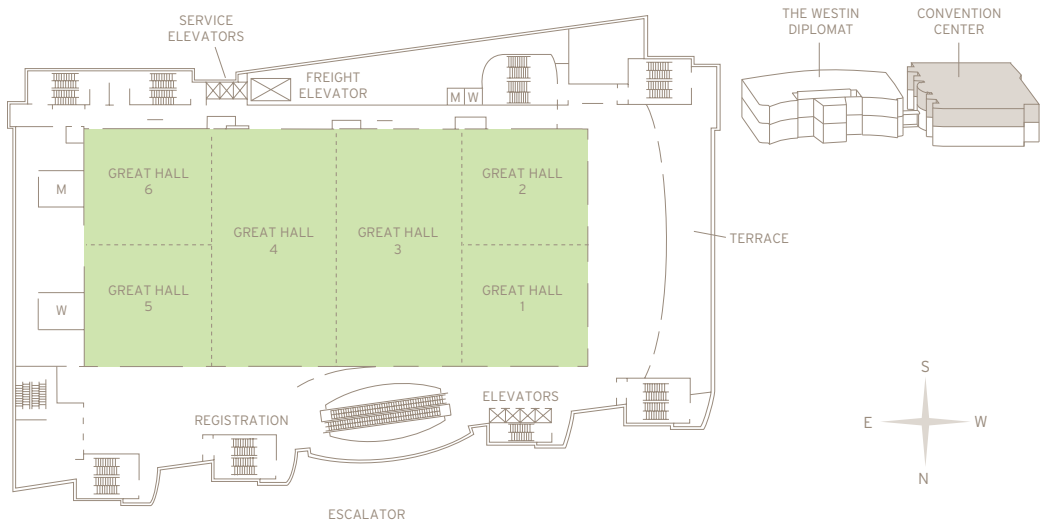 SERVICE
ELEVATORS
THE WESTIN
DIPLOMAT
CONVENTION
CENTER
FREIGHT
ELEVATOR
M W
GREAT HALL
6
GREAT HALL
2
M
GREAT HALL
4
GREAT HALL
3
TERRACE
GREAT HALL
5
GREAT HALL
1
W
S
E
W
N
ELEVATORS
REGISTRATION
ESCALATOR